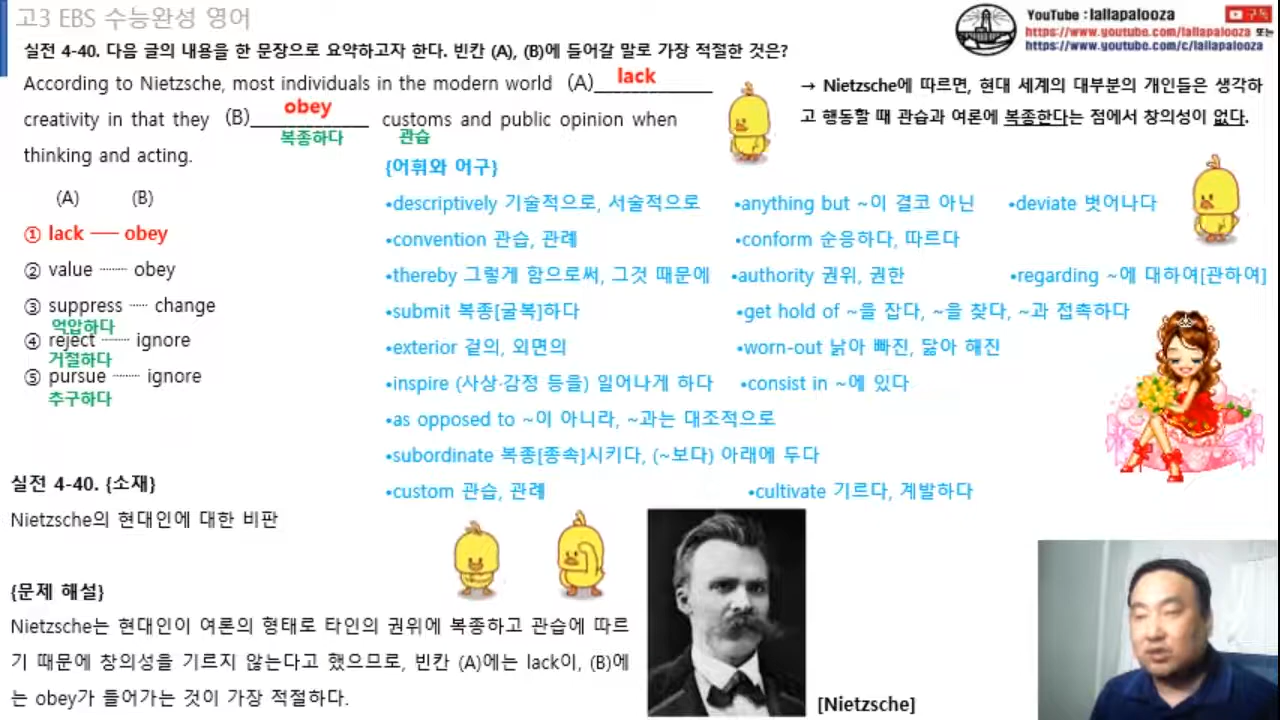 고3 EBS 수능완성 영어
YouTube : lallapalooza
구독
https://www.youtube.com/lallapalooza 또는
https://www.youtube.com/c/lallapalooza
실전 4-40. 다음 글의 내용을 한 문장으로 요약하고자 한다. 빈칸 (A), (B)에 들어갈 말로 가장 적절한 것은?
According to Nietzsche, most individuals in the modern world (A) lack
creativity in that they (B) obey customs and public opinion when
복종하다 관습
thinking and acting.
→ Nietzsche에 따르면, 현대 세계의 대부분의 개인들은 생각하
고 행동할 때 관습과 여론에 복종한다는 점에서 창의성이 없다.
(A) (B)
① lack ── obey
② value ········ obey
③ suppress ····· change
억압하다
④ reject ········ ignore
거절하다
⑤ pursue ········ ignore
추구하다
{어휘와 어구}
•descriptively 기술적으로, 서술적으로 •anything but ~이 결코 아닌 •deviate 벗어나다
•convention 관습, 관례 •conform 순응하다, 따르다
•thereby 그렇게 함으로써, 그것 때문에 •authority 권위, 권한 •regarding ~에 대하여[관하여]
•submit 복종[굴복]하다 •get hold of ~을 잡다, ~을 찾다, ~과 접촉하다
•exterior 겉의, 외면의 •worn-out 낡아 빠진, 닳아 해진
•inspire (사상·감정 등을) 일어나게 하다 •consist in ~에 있다
•as opposed to ~이 아니라, ~과는 대조적으로
•subordinate 복종[종속]시키다, (~보다) 아래에 두다
•custom 관습, 관례 •cultivate 기르다, 계발하다
실전 4-40. {소재}
Nietzsche의 현대인에 대한 비판
{문제 해설}
Nietzsche는 현대인이 여론의 형태로 타인의 권위에 복종하고 관습에 따르
기 때문에 창의성을 기르지 않는다고 했으므로, 빈칸 (A)에는 lack이, (B)에
는 obey가 들어가는 것이 가장 적절하다.
[Nietzsche]